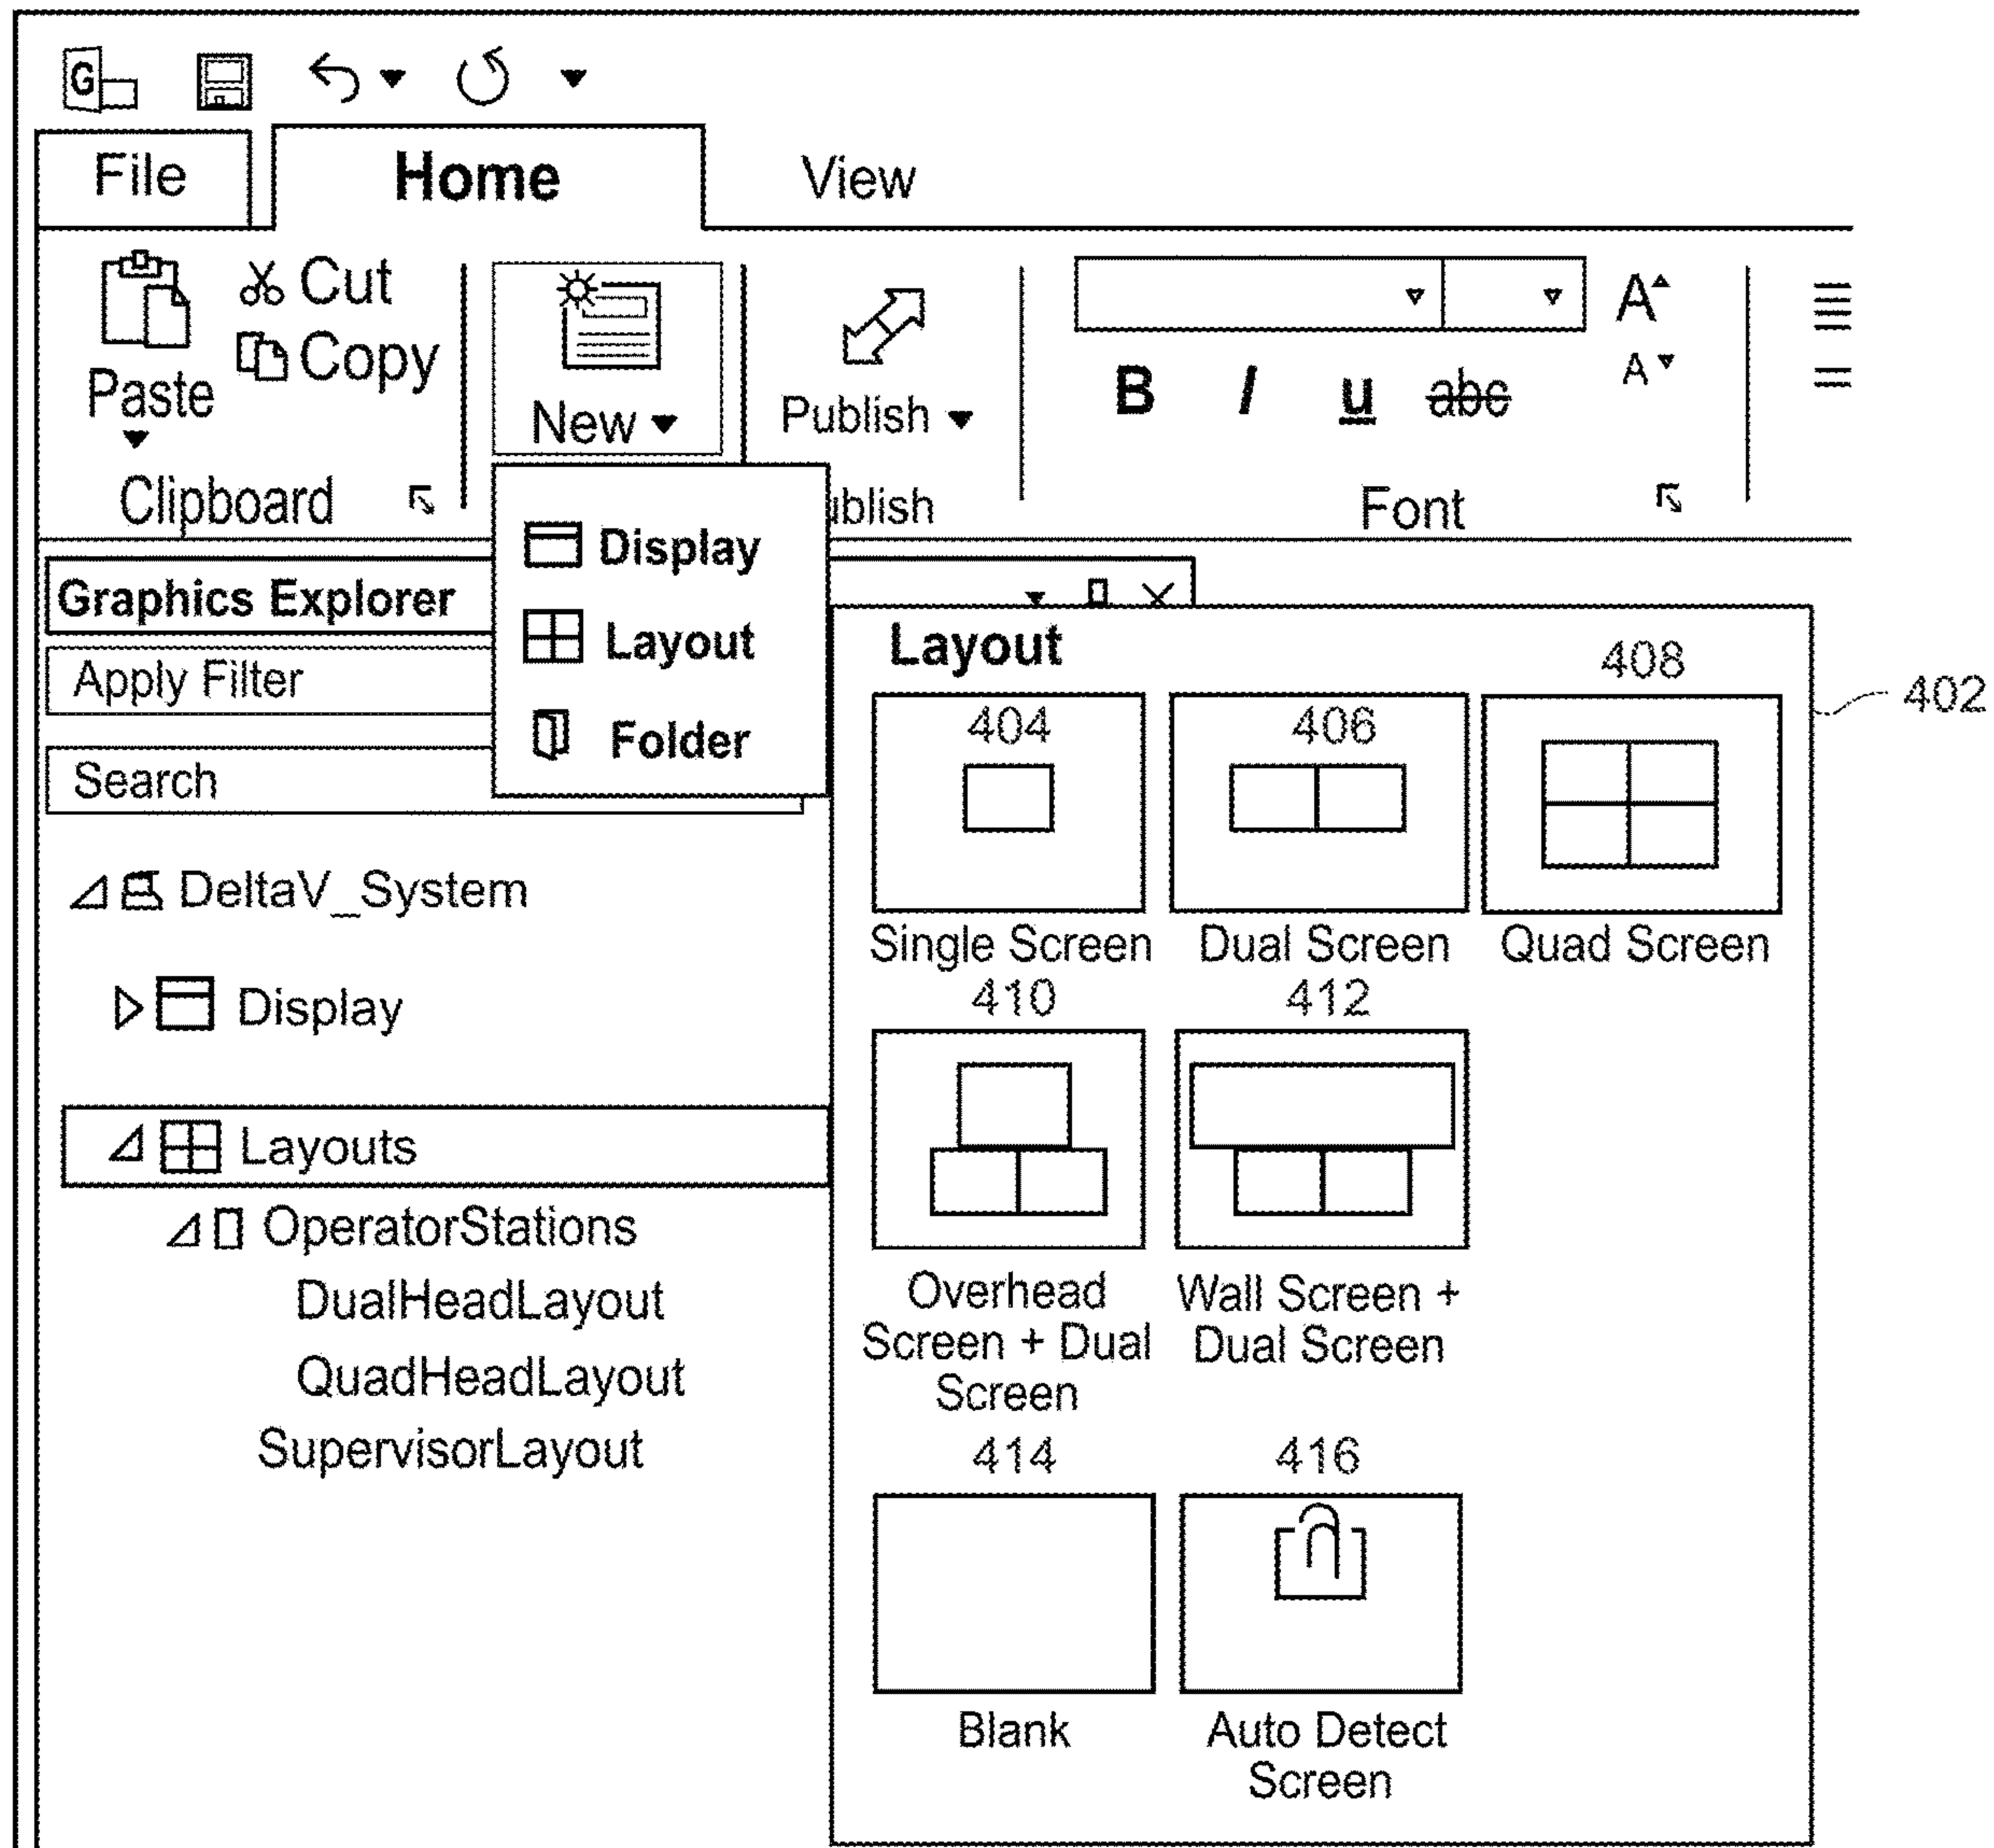 G
File Home View
Cut
Copy
Paste
New
Publish
A
B I u abc A
Clipboard
ublish
Font
Display
Layout
Folder
Graphics Explorer
Apply Filter
Search
Layout
402
404 406 408
Single Screen Dual Screen Quad Screen
410 412
Overhead
Screen + Dual
Screen
Wall Screen +
Dual Screen
414 416
Blank
Auto Detect
Screen
DeltaV_System
Display
Layouts
OperatorStations
DualHeadLayout
QuadHeadLayout
SupervisorLayout